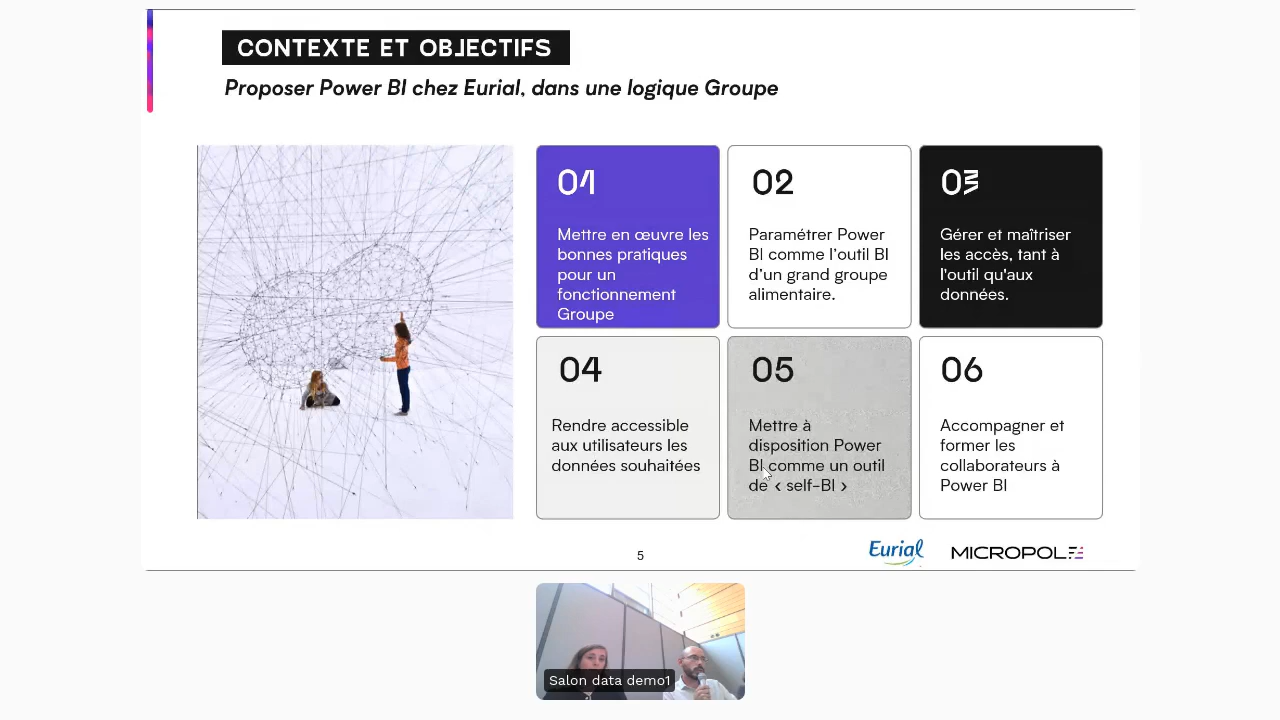 CONTEXTE ET OBJECTIFS
Proposer Power BI chez Eurial, dans une logique Groupe
01
Mettre en œuvre les
bonnes pratiques
pour un
fonctionnement
Groupe
02
Paramétrer Power
BI comme l'outil BI
d'un grand groupe
alimentaire.
03
Gérer et maîtriser
les accès, tant à
l'outil qu'aux
données.
04
Rendre accessible
aux utilisateurs les
données souhaitées
05
Mettre à
disposition Power
BI comme un outil
de ‹ self-BI ›
06
Accompagner et
former les
collaborateurs à
Power BI
5
Eurial
MICROPOLE
Salon data demo1